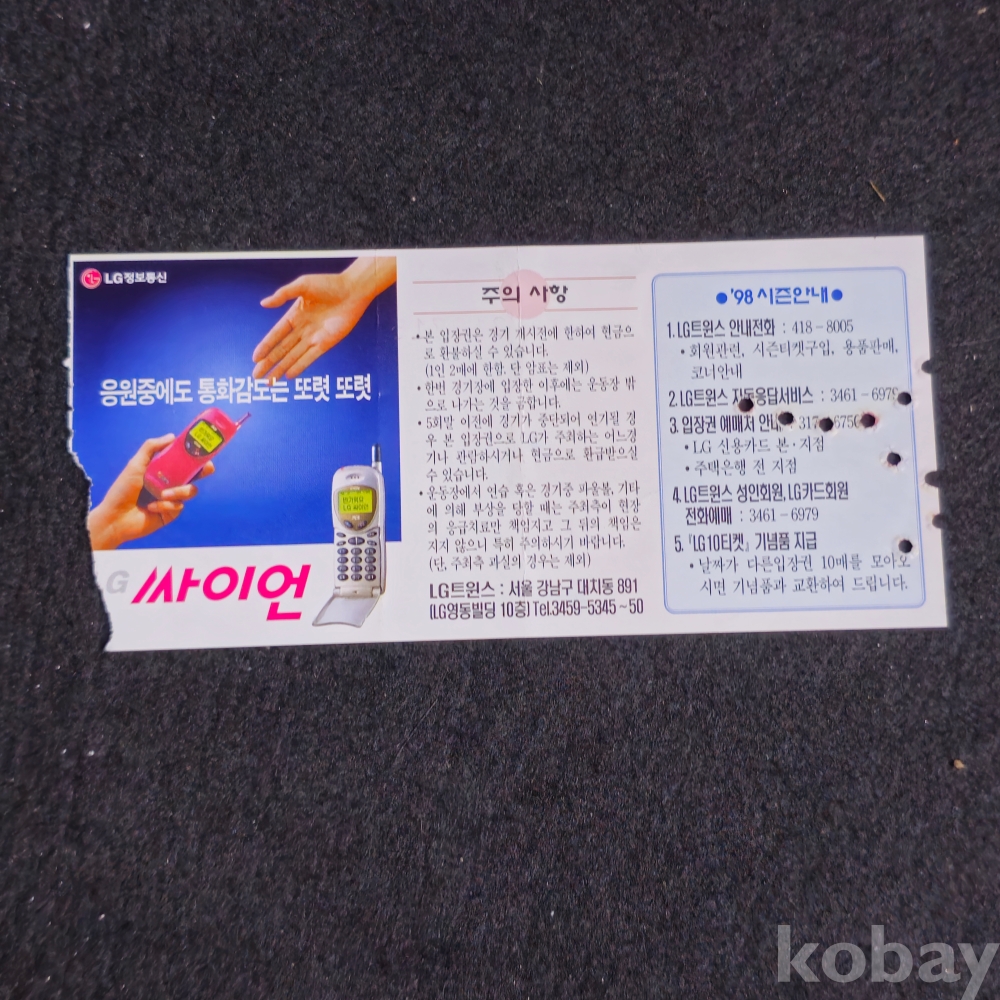 LG정보통신
응원중에도 통화감도는 또렷 또렷
G 싸이언
주의 사항
• 본 입장권은 경기 개시전에 한하여 현금으
로 환불하실 수 있습니다.
(1인 2매에 한함. 단 암표는 제외)
• 한번 경기장에 입장한 이후에는 운동장 밖
으로 나가는 것을 금합니다.
• 5회말 이전에 경기가 중단되어 연기될 경
우 본 입장권으로 LG가 주최하는 어느경
기나 관람하시거나 현금으로 환급받으실
수 있습니다.
• 운동장에서 연습 혹은 경기중 파울볼, 기타
에 의해 부상을 당할 때는 주최측이 현장
의 응급치료만 책임지고 그 뒤의 책임은
지지 않으니 특히 주의하시기 바랍니다.
(단, 주최측 과실의 경우는 제외)
LG트윈스 : 서울 강남구 대치동 891
(LG영동빌딩 10층) Tel.3459-5345~50
●'98 시즌안내●
1. LG트윈스 안내전화 : 418-8005
• 회원관련, 시즌티켓구입, 용품판매,
코너안내
2. LG트윈스 자동응답서비스 : 3461-6979
3. 입장권 예매처 안내
• LG 신용카드 본·지점
• 주택은행 전 지점
4. LG트윈스 성인회원, LG카드회원
전화예매 : 3461-6979
5. 『LG10티켓』 기념품 지급
• 날짜가 다른입장권 10매를 모아오
시면 기념품과 교환하여 드립니다.
kobay